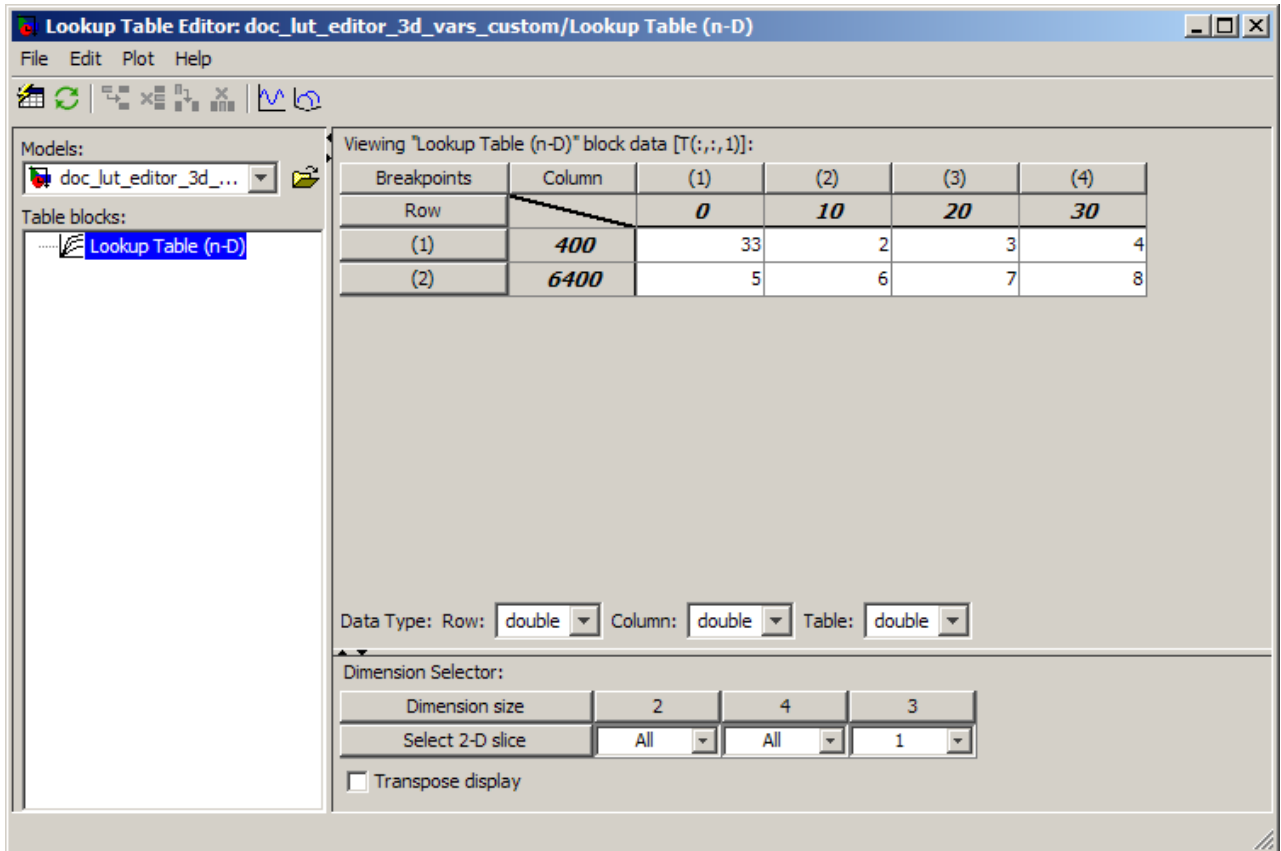 Lookup Table Editor: doc_lut_editor_3d_vars_custom/Lookup Table (n-D)
File Edit Plot Help
Models:
doc_lut_editor_3d_...
Table blocks:
Lookup Table (n-D)
Viewing "Lookup Table (n-D)" block data [T(:,:,1)]:
Breakpoints Column (1) (2) (3) (4)
Row 0 10 20 30
(1) 400 33 2 3 4
(2) 6400 5 6 7 8
Data Type: Row: double Column: double Table: double
Dimension Selector:
Dimension size 2 4 3
Select 2-D slice All All 1
Transpose display